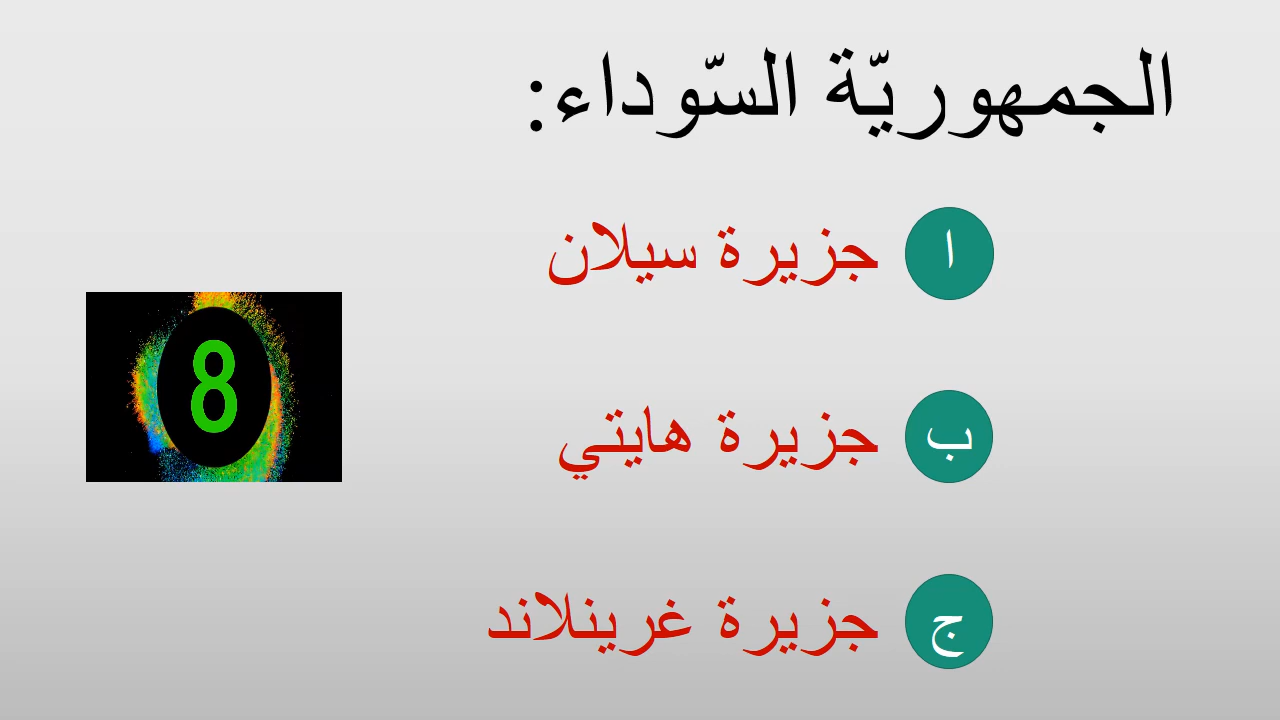 الجمهوريّة السّوداء:
ا جزيرة سيلان
ب جزيرة هايتي
8
ج جزيرة غرينلاند